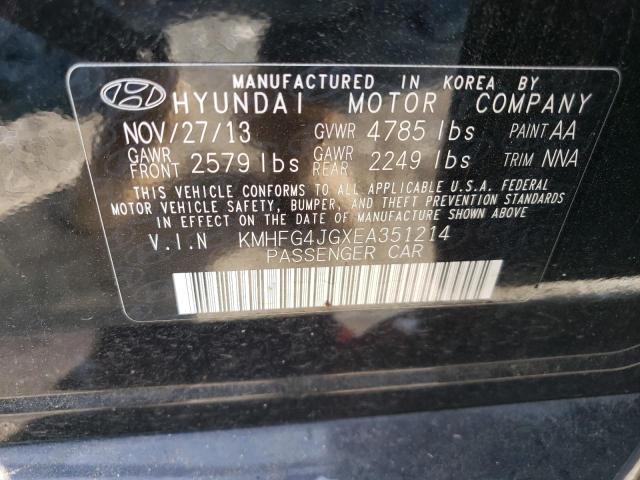 MANUFACTURED IN KOREA BY
HYUNDAI MOTOR COMPANY
NOV/27/13 GVWR 4785 lbs PAINT AA
GAWR FRONT 2579 lbs GAWR REAR 2249 lbs TRIM NNA
THIS VEHICLE CONFORMS TO ALL APPLICABLE U.S.A. FEDERAL
MOTOR VEHICLE SAFETY, BUMPER, AND THEFT PREVENTION STANDARDS
IN EFFECT ON THE DATE OF MANUFACTURE SHOWN ABOVE
V.I.N KMHFG4JGXEA351214
PASSENGER CAR